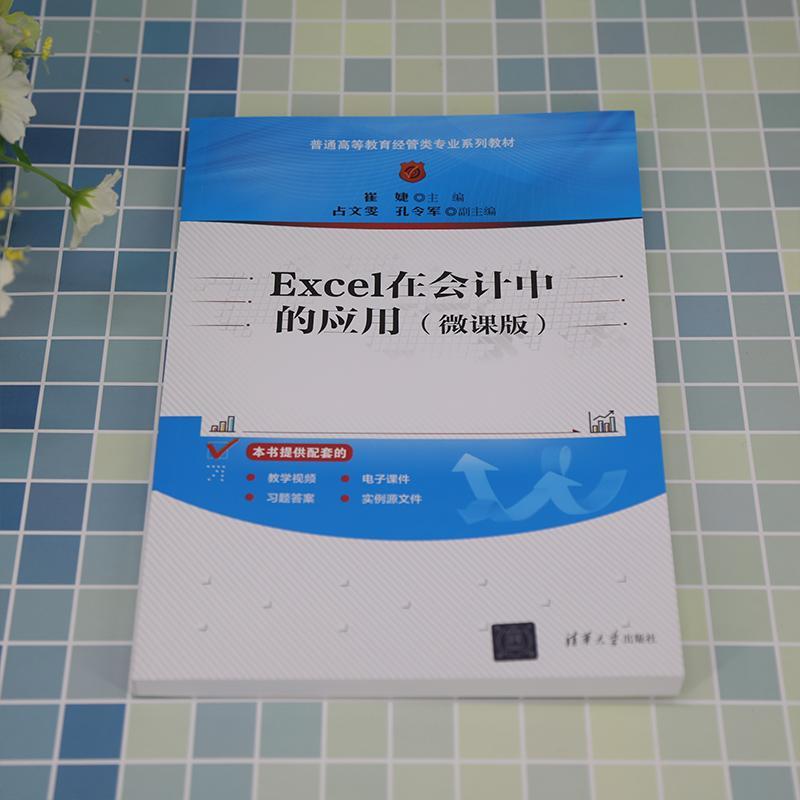 普通高等教育经管类专业系列教材
崔 婕◎主 编
占文雯 孔令军◎副主编
Excel在会计中
的应用（微课版）
本书提供配套的
● 教学视频 ● 电子课件
● 习题答案 ● 实例源文件
清华大学出版社